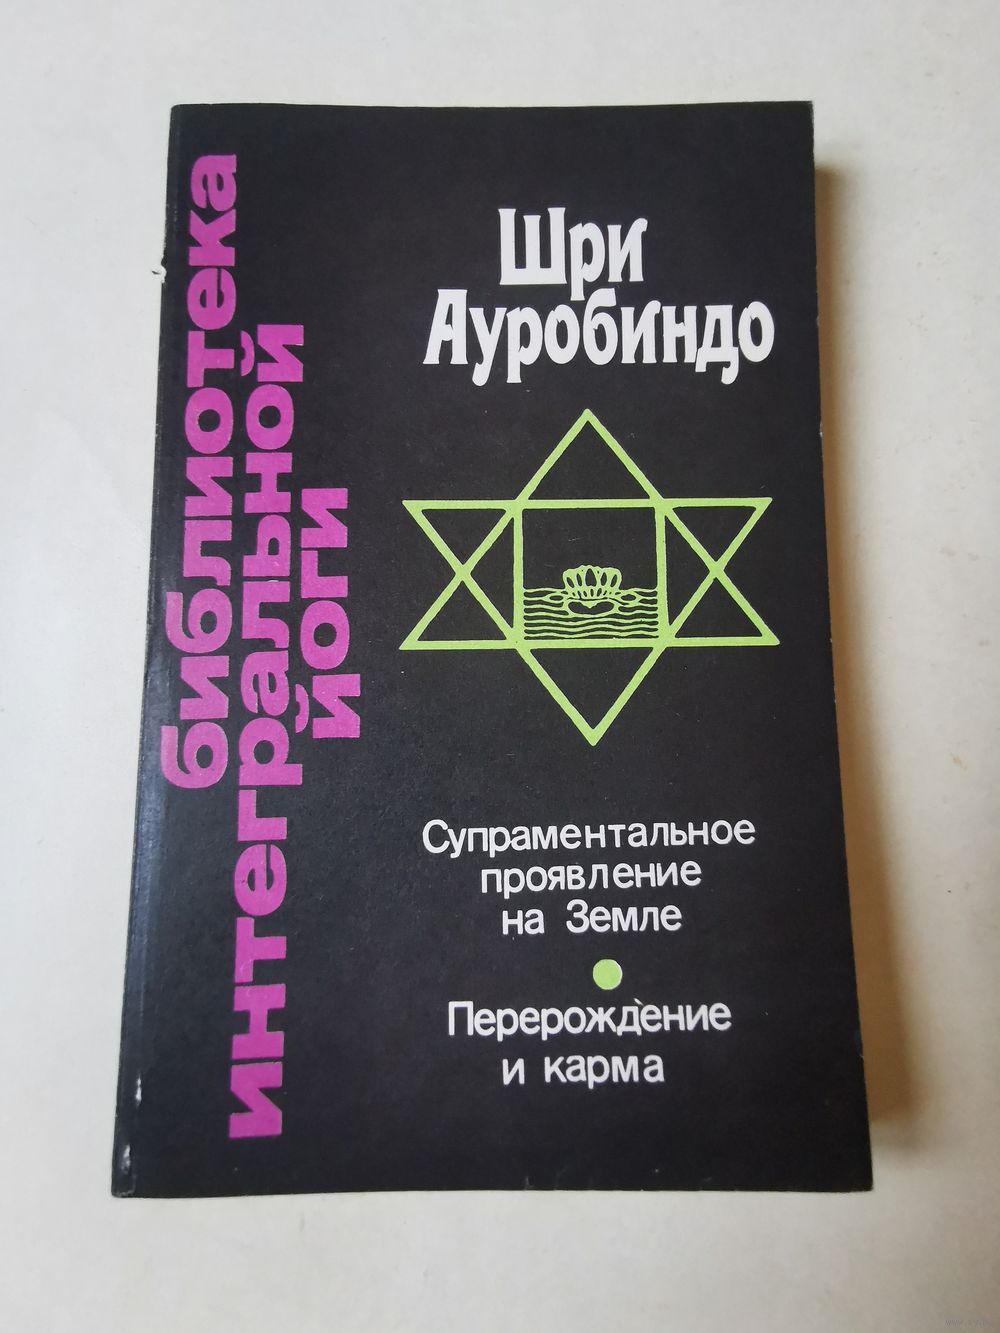 библиотека
интегральной
йоги
Шри
Ауробиндо
Супраментальное
проявление
на Земле
Перерождение
и карма